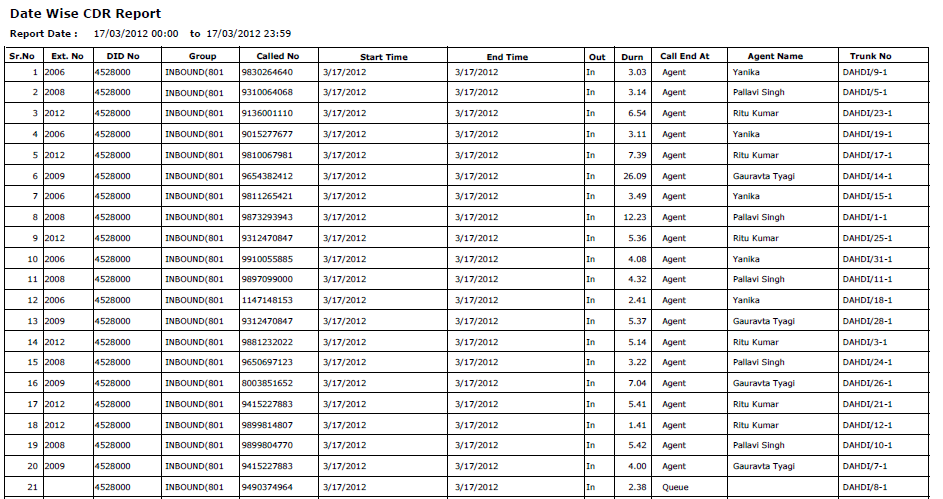 Date Wise CDR Report
Report Date : 17/03/2012 00:00 to 17/03/2012 23:59
Sr.No Ext. No DID No Group Called No Start Time End Time Out Durn Call End At Agent Name Trunk No
1 2006 4528000 INBOUND(801 9830264640 3/17/2012 3/17/2012 In 3.03 Agent Yanika DAHDI/9-1
2 2008 4528000 INBOUND(801 9310064068 3/17/2012 3/17/2012 In 3.14 Agent Pallavi Singh DAHDI/5-1
3 2012 4528000 INBOUND(801 9136001110 3/17/2012 3/17/2012 In 6.54 Agent Ritu Kumar DAHDI/23-1
4 2006 4528000 INBOUND(801 9015277677 3/17/2012 3/17/2012 In 3.11 Agent Yanika DAHDI/19-1
5 2012 4528000 INBOUND(801 9810067981 3/17/2012 3/17/2012 In 7.39 Agent Ritu Kumar DAHDI/17-1
6 2009 4528000 INBOUND(801 9654382412 3/17/2012 3/17/2012 In 26.09 Agent Gauravta Tyagi DAHDI/14-1
7 2006 4528000 INBOUND(801 9811265421 3/17/2012 3/17/2012 In 3.49 Agent Yanika DAHDI/15-1
8 2008 4528000 INBOUND(801 9873293943 3/17/2012 3/17/2012 In 12.23 Agent Pallavi Singh DAHDI/1-1
9 2012 4528000 INBOUND(801 9312470847 3/17/2012 3/17/2012 In 5.36 Agent Ritu Kumar DAHDI/25-1
10 2006 4528000 INBOUND(801 9910055885 3/17/2012 3/17/2012 In 4.08 Agent Yanika DAHDI/31-1
11 2008 4528000 INBOUND(801 9897099000 3/17/2012 3/17/2012 In 4.32 Agent Pallavi Singh DAHDI/11-1
12 2006 4528000 INBOUND(801 1147148153 3/17/2012 3/17/2012 In 2.41 Agent Yanika DAHDI/18-1
13 2009 4528000 INBOUND(801 9312470847 3/17/2012 3/17/2012 In 5.37 Agent Gauravta Tyagi DAHDI/28-1
14 2012 4528000 INBOUND(801 9881232022 3/17/2012 3/17/2012 In 5.14 Agent Ritu Kumar DAHDI/3-1
15 2008 4528000 INBOUND(801 9650697123 3/17/2012 3/17/2012 In 3.22 Agent Pallavi Singh DAHDI/24-1
16 2009 4528000 INBOUND(801 8003851652 3/17/2012 3/17/2012 In 7.04 Agent Gauravta Tyagi DAHDI/26-1
17 2012 4528000 INBOUND(801 9415227883 3/17/2012 3/17/2012 In 5.41 Agent Ritu Kumar DAHDI/21-1
18 2012 4528000 INBOUND(801 9899814807 3/17/2012 3/17/2012 In 1.41 Agent Ritu Kumar DAHDI/12-1
19 2008 4528000 INBOUND(801 9899804770 3/17/2012 3/17/2012 In 5.42 Agent Pallavi Singh DAHDI/10-1
20 2009 4528000 INBOUND(801 9415227883 3/17/2012 3/17/2012 In 4.00 Agent Gauravta Tyagi DAHDI/7-1
21 4528000 INBOUND(801 9490374964 3/17/2012 3/17/2012 In 2.38 Queue DAHDI/8-1